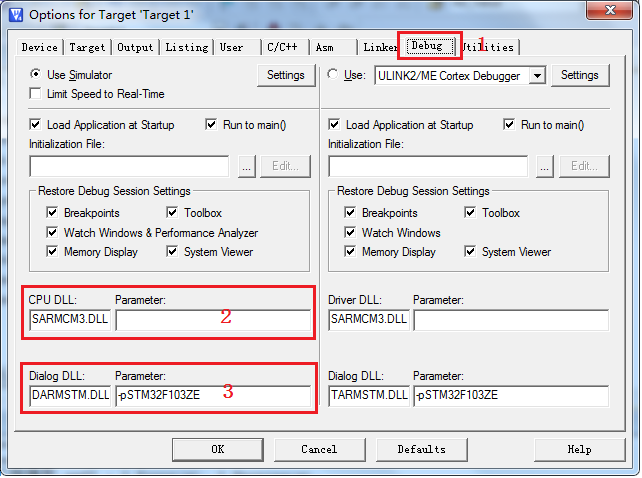 Options for Target 'Target 1'
Device Target Output Listing User C/C++ Asm Linker Debug 1 Utilities
Use Simulator Settings Use: ULINK2/ME Cortex Debugger Settings
Limit Speed to Real-Time
Load Application at Startup Run to main() Load Application at Startup Run to main()
Initialization File: Initialization File:
... Edit... ... Edit...
Restore Debug Session Settings Restore Debug Session Settings
Breakpoints Toolbox Breakpoints Toolbox
Watch Windows & Performance Analyzer Watch Windows
Memory Display System Viewer Memory Display System Viewer
CPU DLL: Parameter: Driver DLL: Parameter:
SARMCM3.DLL 2 SARMCM3.DLL
Dialog DLL: Parameter: Dialog DLL: Parameter:
DARMSTM.DLL -pSTM32F103ZE 3 TARMSTM.DLL -pSTM32F103ZE
OK Cancel Defaults Help